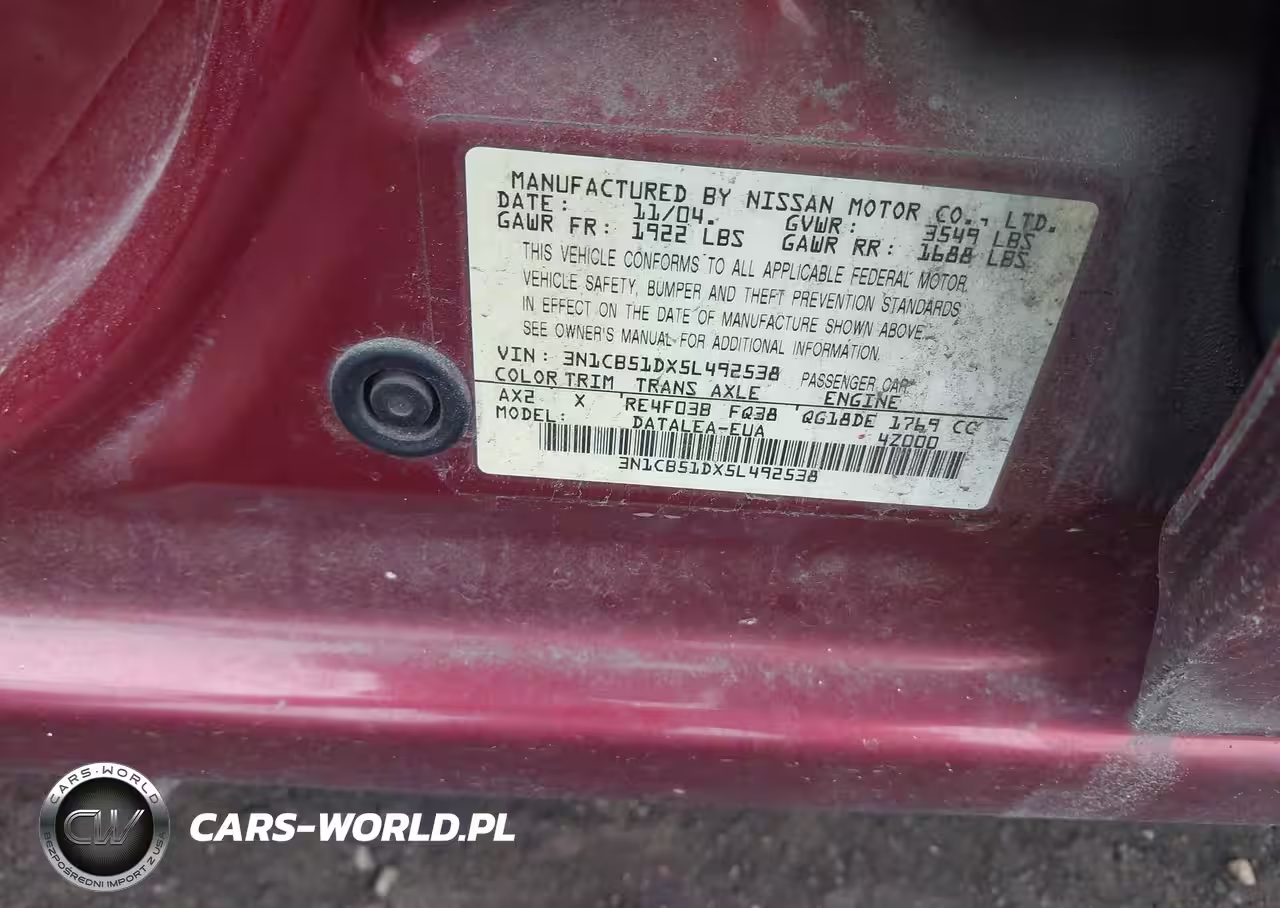 MANUFACTURED BY NISSAN MOTOR CO., LTD.
DATE: 11/04. GVWR: 3549 LBS
GAWR FR: 1922 LBS GAWR RR: 1688 LBS
THIS VEHICLE CONFORMS TO ALL APPLICABLE FEDERAL MOTOR
VEHICLE SAFETY, BUMPER AND THEFT PREVENTION STANDARDS
IN EFFECT ON THE DATE OF MANUFACTURE SHOWN ABOVE.
SEE OWNER'S MANUAL FOR ADDITIONAL INFORMATION.
VIN: 3N1CB51DX5L492538 PASSENGER CAR
COLOR TRIM TRANS AXLE ENGINE
AX2 X RE4F03B FQ38 QG18DE 1769 CC
MODEL: DATALEA-EUA 4Z000
3N1CB51DX5L492538
CARS-WORLD
CW
BEZPOŚREDNI IMPORT Z USA
CARS-WORLD.PL